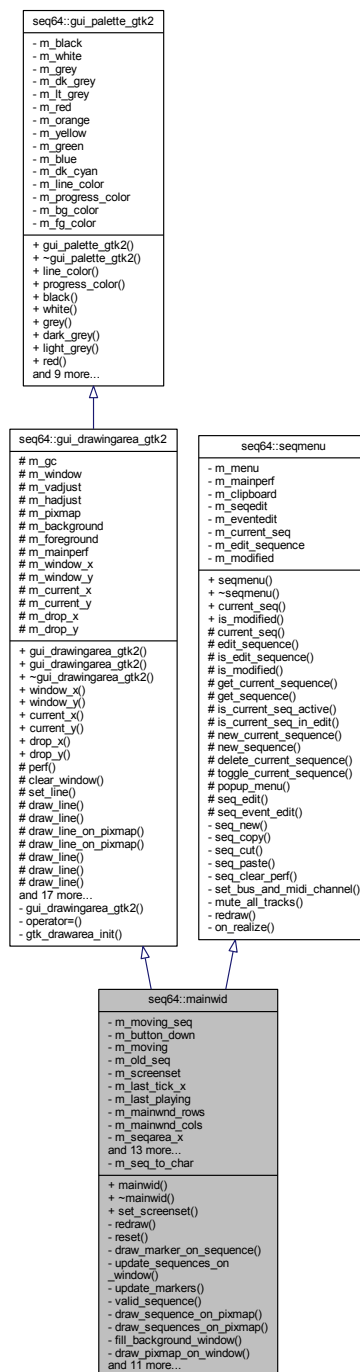 seq64::gui_palette_gtk2
- m_black
- m_white
- m_grey
- m_dk_grey
- m_lt_grey
- m_red
- m_orange
- m_yellow
- m_green
- m_blue
- m_dk_cyan
- m_line_color
- m_progress_color
- m_bg_color
- m_fg_color
+ gui_palette_gtk2()
+ ~gui_palette_gtk2()
+ line_color()
+ progress_color()
+ black()
+ white()
+ grey()
+ dark_grey()
+ light_grey()
+ red()
and 9 more...
seq64::gui_drawingarea_gtk2
# m_gc
# m_window
# m_vadjust
# m_hadjust
# m_pixmap
# m_background
# m_foreground
# m_mainperf
# m_window_x
# m_window_y
# m_current_x
# m_current_y
# m_drop_x
# m_drop_y
+ gui_drawingarea_gtk2()
+ gui_drawingarea_gtk2()
+ ~gui_drawingarea_gtk2()
+ window_x()
+ window_y()
+ current_x()
+ current_y()
+ drop_x()
+ drop_y()
# perf()
# clear_window()
# set_line()
# draw_line()
# draw_line()
# draw_line_on_pixmap()
# draw_line_on_pixmap()
# draw_line()
# draw_line()
# draw_line()
and 17 more...
- gui_drawingarea_gtk2()
- operator=()
- gtk_drawarea_init()
seq64::seqmenu
- m_menu
- m_mainperf
- m_clipboard
- m_seqedit
- m_eventedit
- m_current_seq
- m_edit_sequence
- m_modified
+ seqmenu()
+ ~seqmenu()
+ current_seq()
+ is_modified()
# current_seq()
# edit_sequence()
# is_edit_sequence()
# is_modified()
# get_current_sequence()
# get_sequence()
# is_current_seq_active()
# is_current_seq_in_edit()
# new_current_sequence()
# new_sequence()
# delete_current_sequence()
# toggle_current_sequence()
# popup_menu()
# seq_edit()
# seq_event_edit()
- seq_new()
- seq_copy()
- seq_cut()
- seq_paste()
- seq_clear_perf()
- set_bus_and_midi_channel()
- mute_all_tracks()
- redraw()
- on_realize()
seq64::mainwid
- m_moving_seq
- m_button_down
- m_moving
- m_old_seq
- m_screenset
- m_last_tick_x
- m_last_playing
- m_mainwnd_rows
- m_mainwnd_cols
- m_seqarea_x
and 13 more...
- m_seq_to_char
+ mainwid()
+ ~mainwid()
+ set_screenset()
- redraw()
- reset()
- draw_marker_on_sequence()
- update_sequences_on
_window()
- update_markers()
- valid_sequence()
- draw_sequence_on_pixmap()
- draw_sequences_on_pixmap()
- fill_background_window()
- draw_pixmap_on_window()
and 11 more...